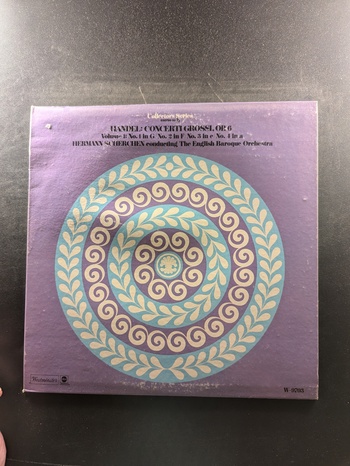 Collectors Series
HANDEL: CONCERTI GROSSI, OP. 6
Volume 1: No. 1 in G No. 2 in F No. 3 in e No. 4 in a
HERMANN SCHERCHEN conducting The English Baroque Orchestra
Westminster